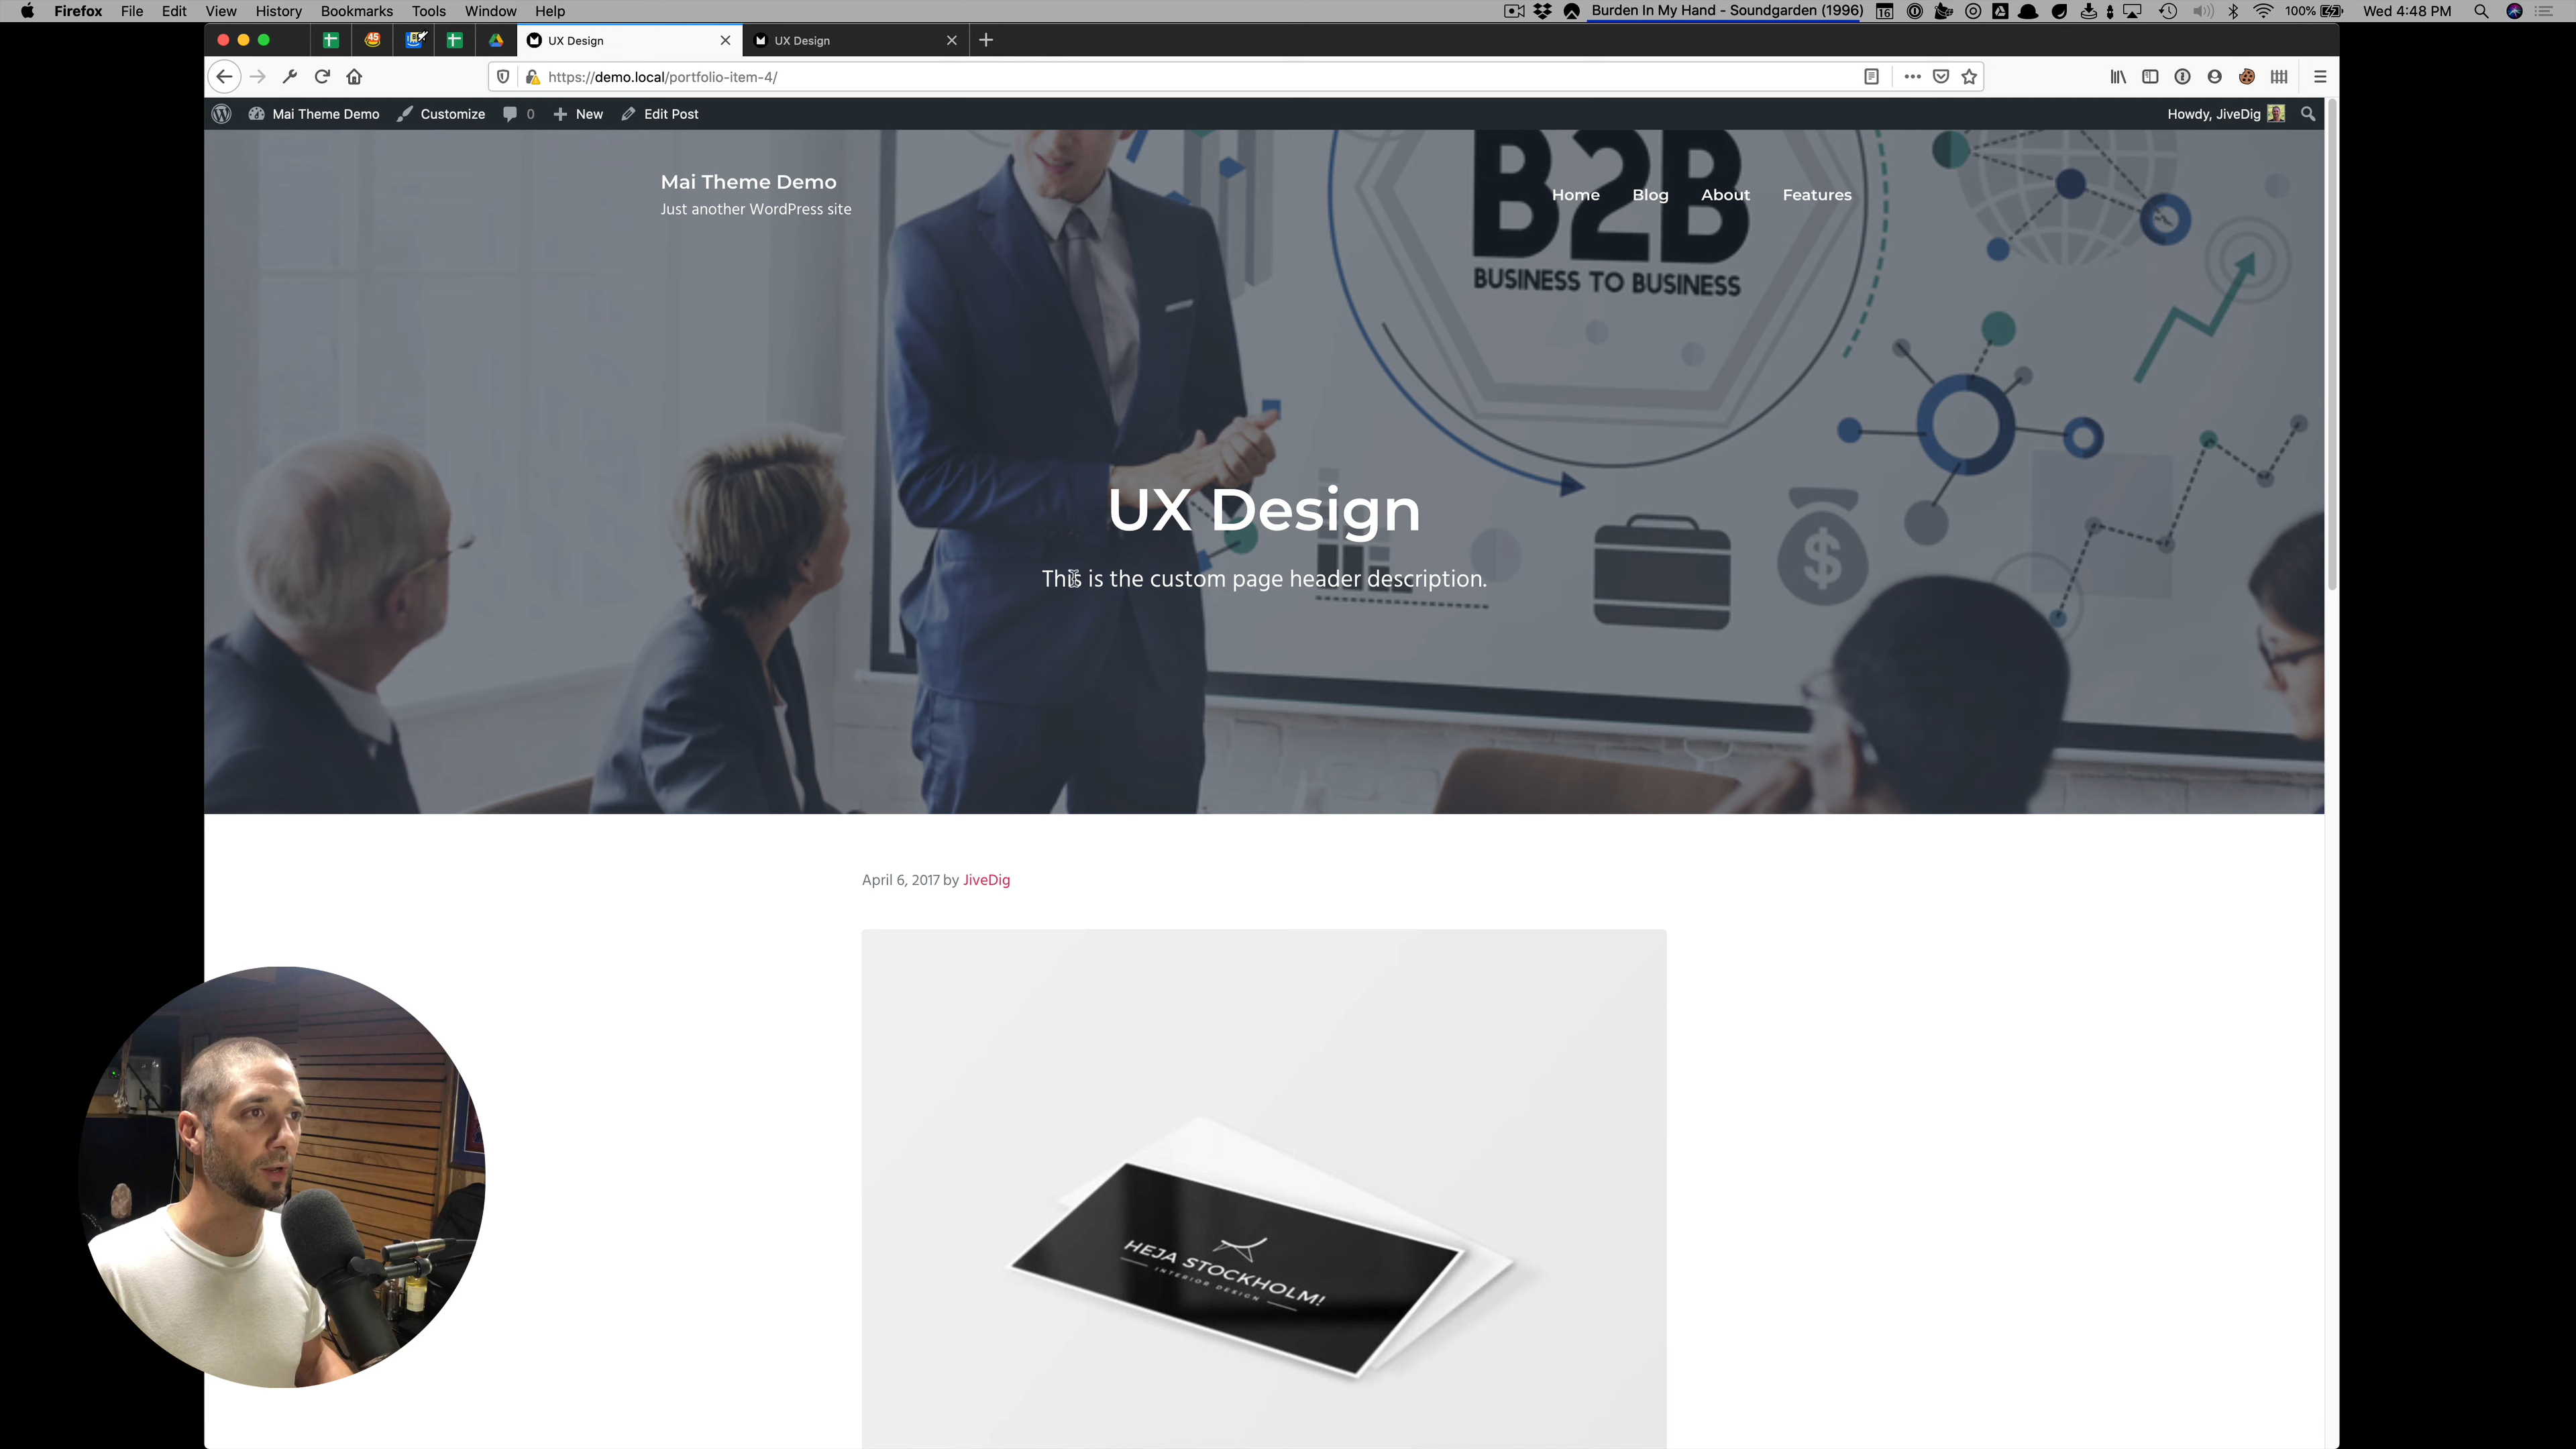 Firefox File Edit View History Bookmarks Tools Window Help
Burden In My Hand - Soundgarden (1996)
16
100%
Wed 4:48 PM
45
UX Design
UX Design
https://demo.local/portfolio-item-4/
Mai Theme Demo
Customize
0
New
Edit Post
Howdy, JiveDig
Mai Theme Demo
Just another WordPress site
Home Blog About Features
B2B
BUSINESS TO BUSINESS
$
UX Design
This is the custom page header description.
April 6, 2017 by JiveDig
HEJA STOCKHOLM!
INTERIOR DESIGN